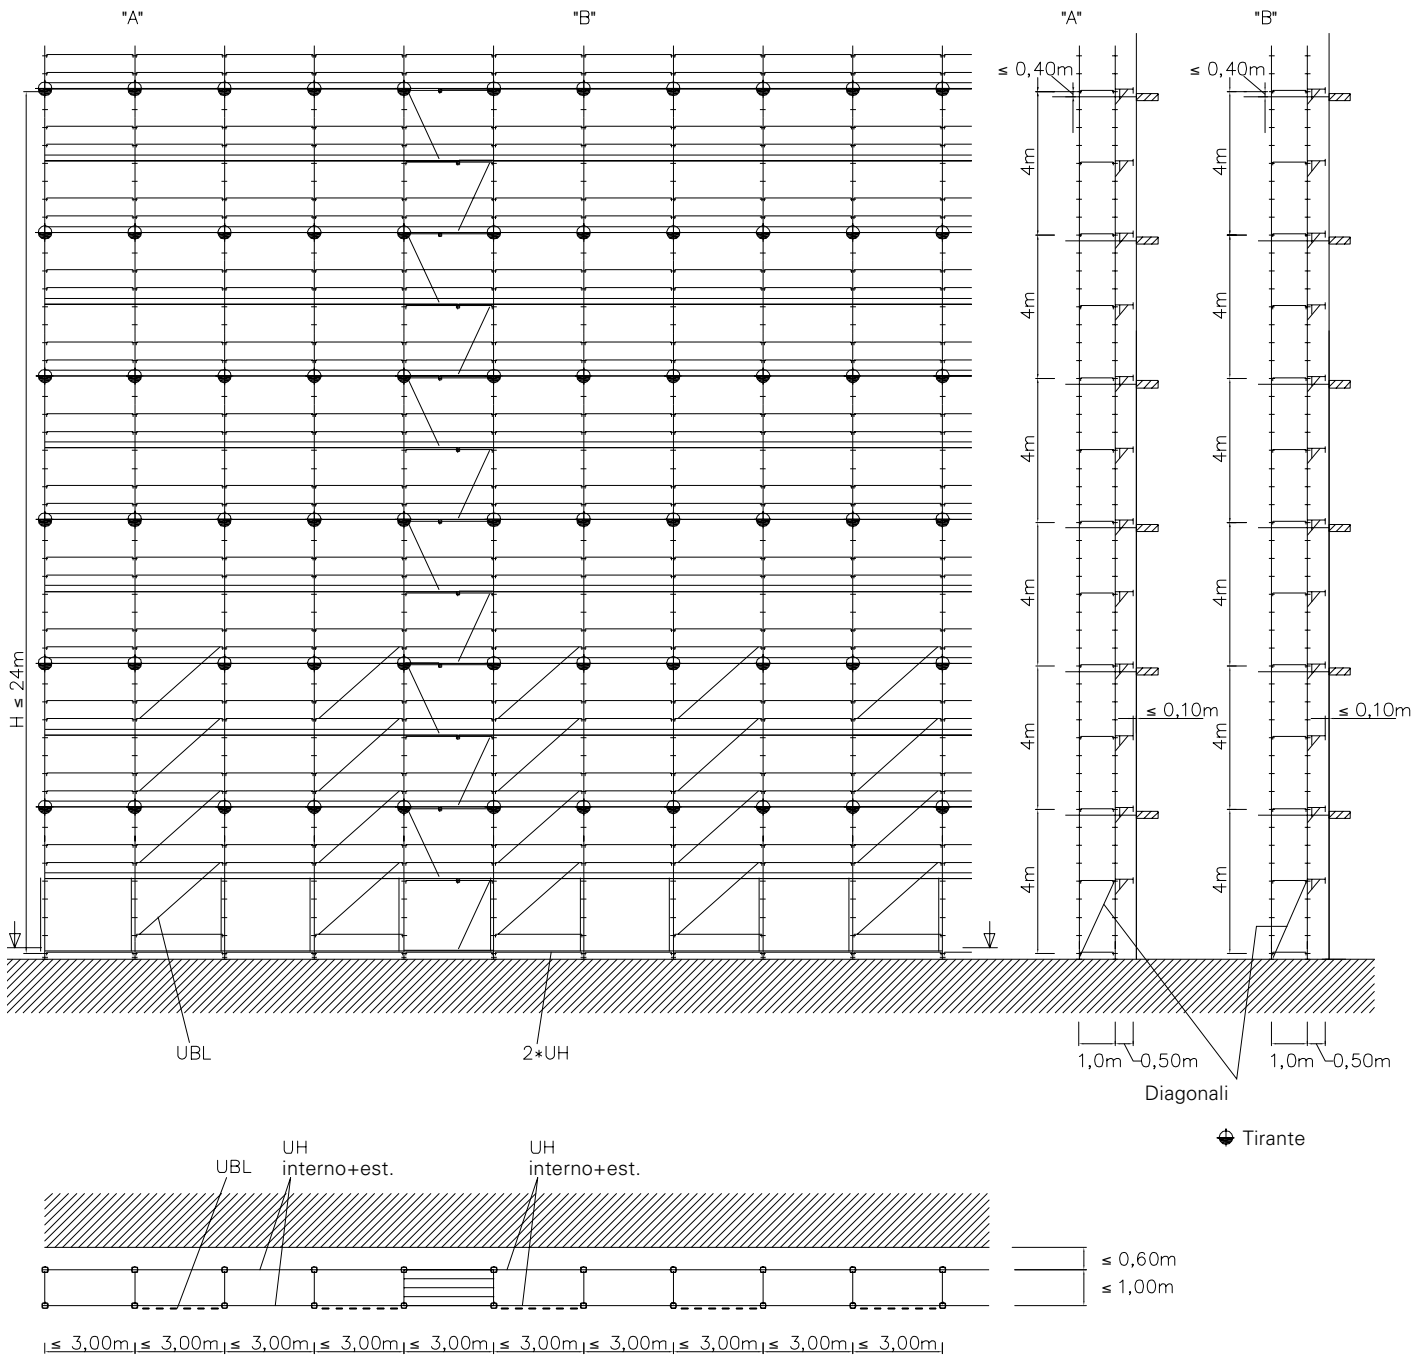 "A" "B" "A" "B"
≤ 0,40m ≤ 0,40m
4m 4m
4m 4m
4m 4m
4m 4m
H ≤ 24m
≤ 0,10m ≤ 0,10m
4m 4m
4m 4m
UBL 2*UH
1,0m 0,50m 1,0m 0,50m
Diagonali
Tirante
UBL
UH
interno+est.
UH
interno+est.
≤ 0,60m
≤ 1,00m
≤ 3,00m ≤ 3,00m ≤ 3,00m ≤ 3,00m ≤ 3,00m ≤ 3,00m ≤ 3,00m ≤ 3,00m ≤ 3,00m ≤ 3,00m